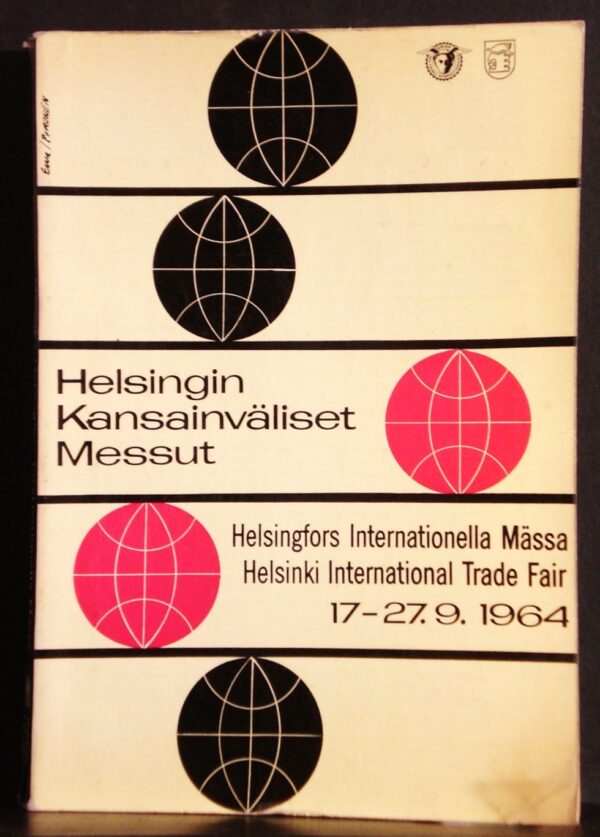 Helsingin
Kansainväliset
Messut
Helsingfors Internationella Mässa
Helsinki International Trade Fair
17-27.9. 1964